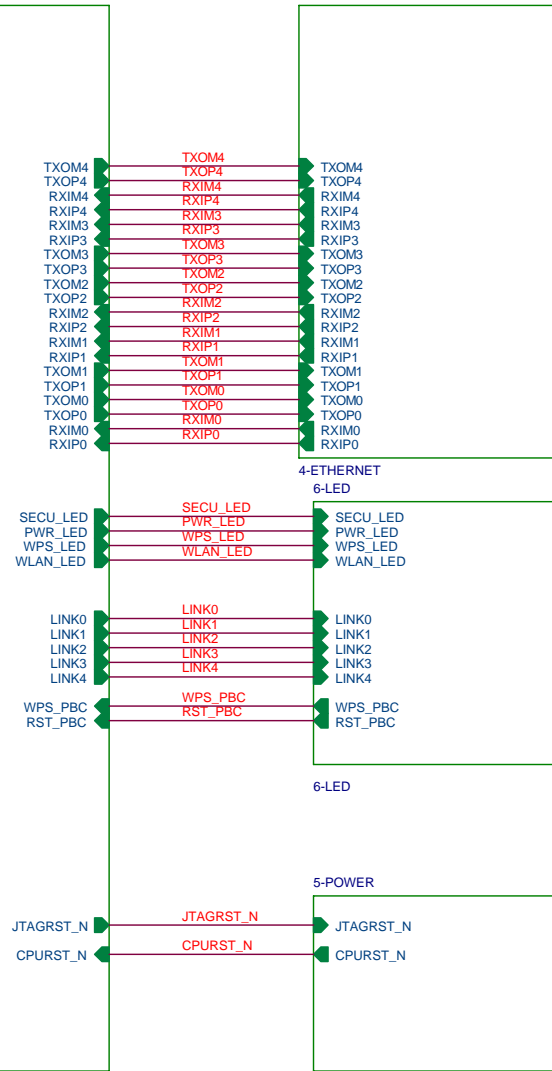 TXOM4 TXOM4 TXOM4
TXOP4 TXOP4 TXOP4
RXIM4 RXIM4 RXIM4
RXIP4 RXIP4 RXIP4
RXIM3 RXIM3 RXIM3
RXIP3 RXIP3 RXIP3
TXOM3 TXOM3 TXOM3
TXOP3 TXOP3 TXOP3
TXOM2 TXOM2 TXOM2
TXOP2 TXOP2 TXOP2
RXIM2 RXIM2 RXIM2
RXIP2 RXIP2 RXIP2
RXIM1 RXIM1 RXIM1
RXIP1 RXIP1 RXIP1
TXOM1 TXOM1 TXOM1
TXOP1 TXOP1 TXOP1
TXOM0 TXOM0 TXOM0
TXOP0 TXOP0 TXOP0
RXIM0 RXIM0 RXIM0
RXIP0 RXIP0 RXIP0
4-ETHERNET
6-LED
SECU_LED SECU_LED SECU_LED
PWR_LED PWR_LED PWR_LED
WPS_LED WPS_LED WPS_LED
WLAN_LED WLAN_LED WLAN_LED
LINK0 LINK0 LINK0
LINK1 LINK1 LINK1
LINK2 LINK2 LINK2
LINK3 LINK3 LINK3
LINK4 LINK4 LINK4
WPS_PBC WPS_PBC WPS_PBC
RST_PBC RST_PBC RST_PBC
6-LED
5-POWER
JTAGRST_N JTAGRST_N JTAGRST_N
CPURST_N CPURST_N CPURST_N